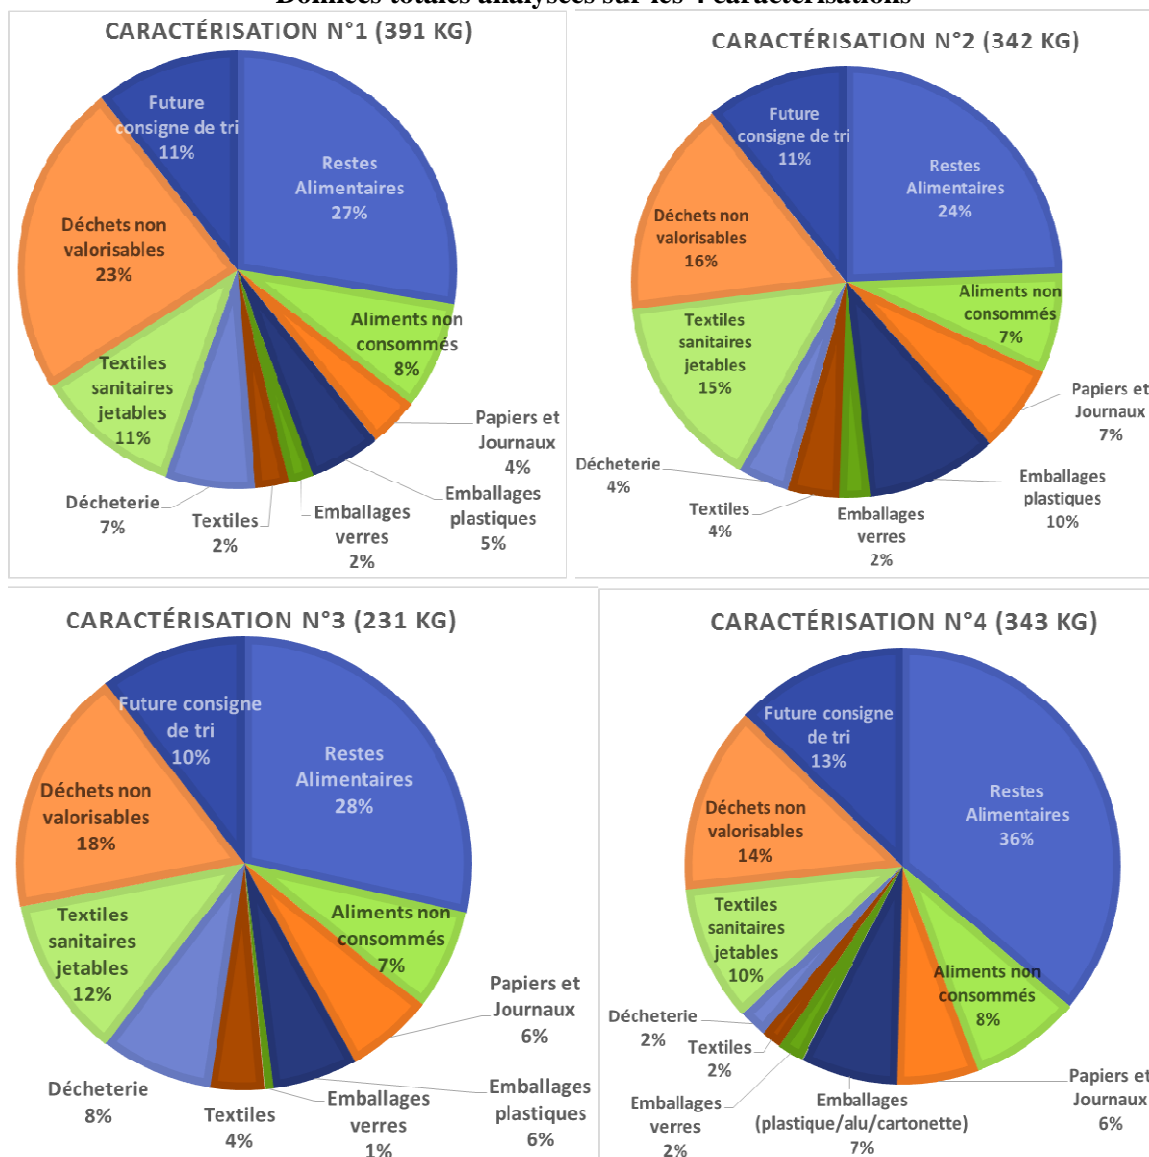 Données totales analysées sur les 4 caractérisations
CARACTÉRISATION N°1 (391 KG)
Future
consigne de tri
11%
Restes
Alimentaires
27%
Déchets non
valorisables
23%
Aliments non
consommés
8%
Textiles
sanitaires
jetables
11%
Papiers et
Journaux
4%
Emballages
plastiques
5%
Décheterie
7%
Textiles
2%
Emballages
verres
2%
CARACTÉRISATION N°2 (342 KG)
Future
consigne de tri
11%
Restes
Alimentaires
24%
Déchets non
valorisables
16%
Aliments non
consommés
7%
Textiles
sanitaires
jetables
15%
Papiers et
Journaux
7%
Décheterie
4%
Emballages
plastiques
10%
Textiles
4%
Emballages
verres
2%
CARACTÉRISATION N°3 (231 KG)
Future consigne
de tri
10%
Restes
Alimentaires
28%
Déchets non
valorisables
18%
Aliments non
consommés
7%
Textiles
sanitaires
jetables
12%
Papiers et
Journaux
6%
Décheterie
8%
Textiles
4%
Emballages
verres
1%
Emballages
plastiques
6%
CARACTÉRISATION N°4 (343 KG)
Future consigne
de tri
13%
Restes
Alimentaires
36%
Déchets non
valorisables
14%
Textiles
sanitaires
jetables
10%
Aliments non
consommés
8%
Décheterie
2%
Textiles
2%
Emballages
verres
2%
Emballages
(plastique/alu/cartonette)
7%
Papiers et
Journaux
6%